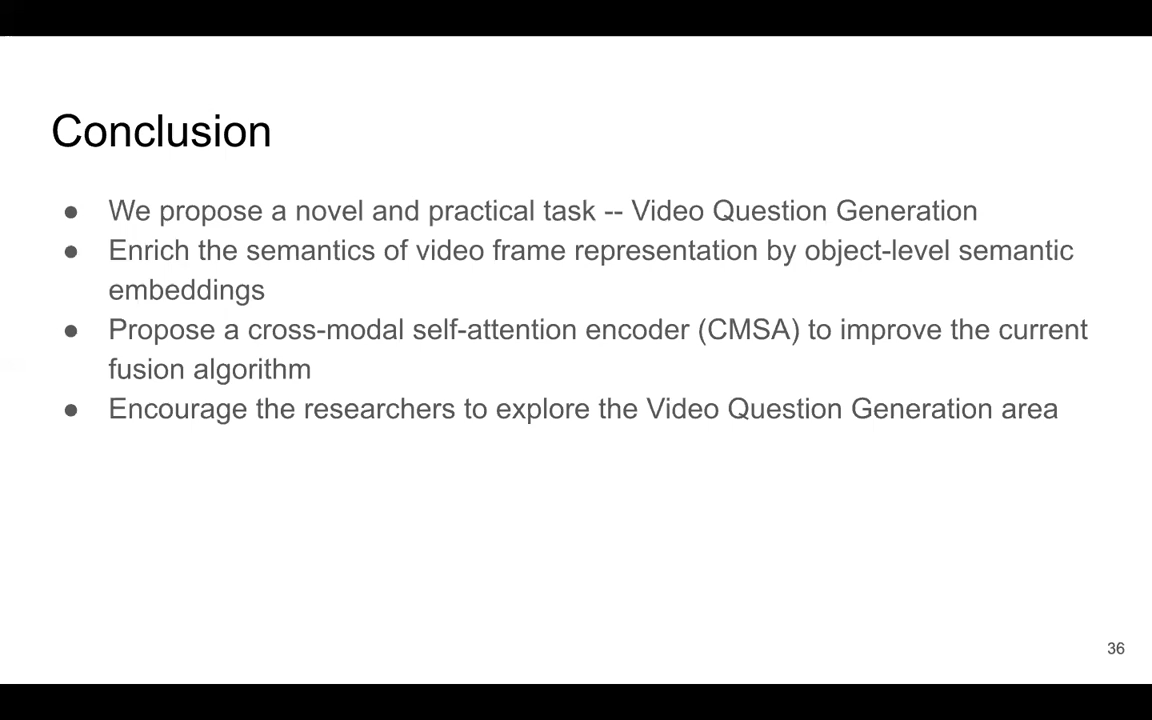 Conclusion
● We propose a novel and practical task -- Video Question Generation
● Enrich the semantics of video frame representation by object-level semantic
embeddings
● Propose a cross-modal self-attention encoder (CMSA) to improve the current
fusion algorithm
● Encourage the researchers to explore the Video Question Generation area
36